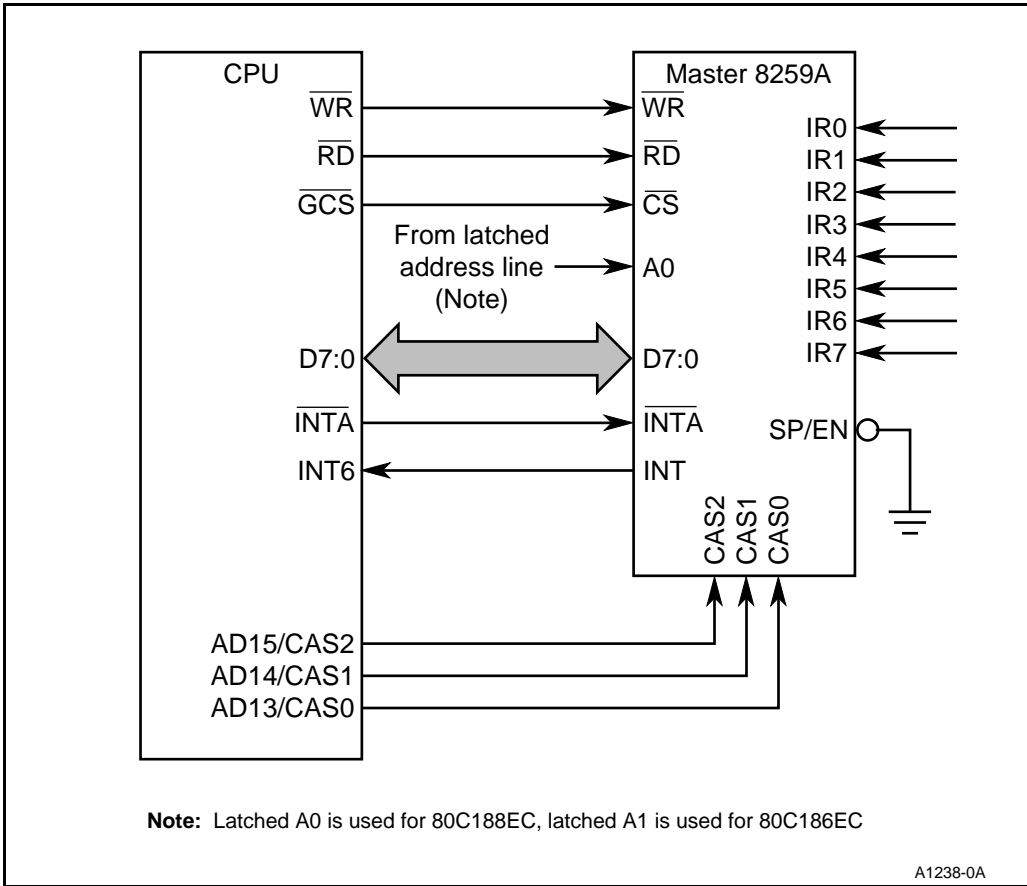 CPU
Master 8259A
WR
WR
IR0
RD
RD
IR1
GCS
CS
IR2
IR3
From latched
address line
(Note)
A0
IR4
IR5
IR6
D7:0
D7:0
IR7
INTA
INTA
SP/EN
INT6
INT
CAS2
CAS1
CAS0
AD15/CAS2
AD14/CAS1
AD13/CAS0
Note: Latched A0 is used for 80C188EC, latched A1 is used for 80C186EC
A1238-0A